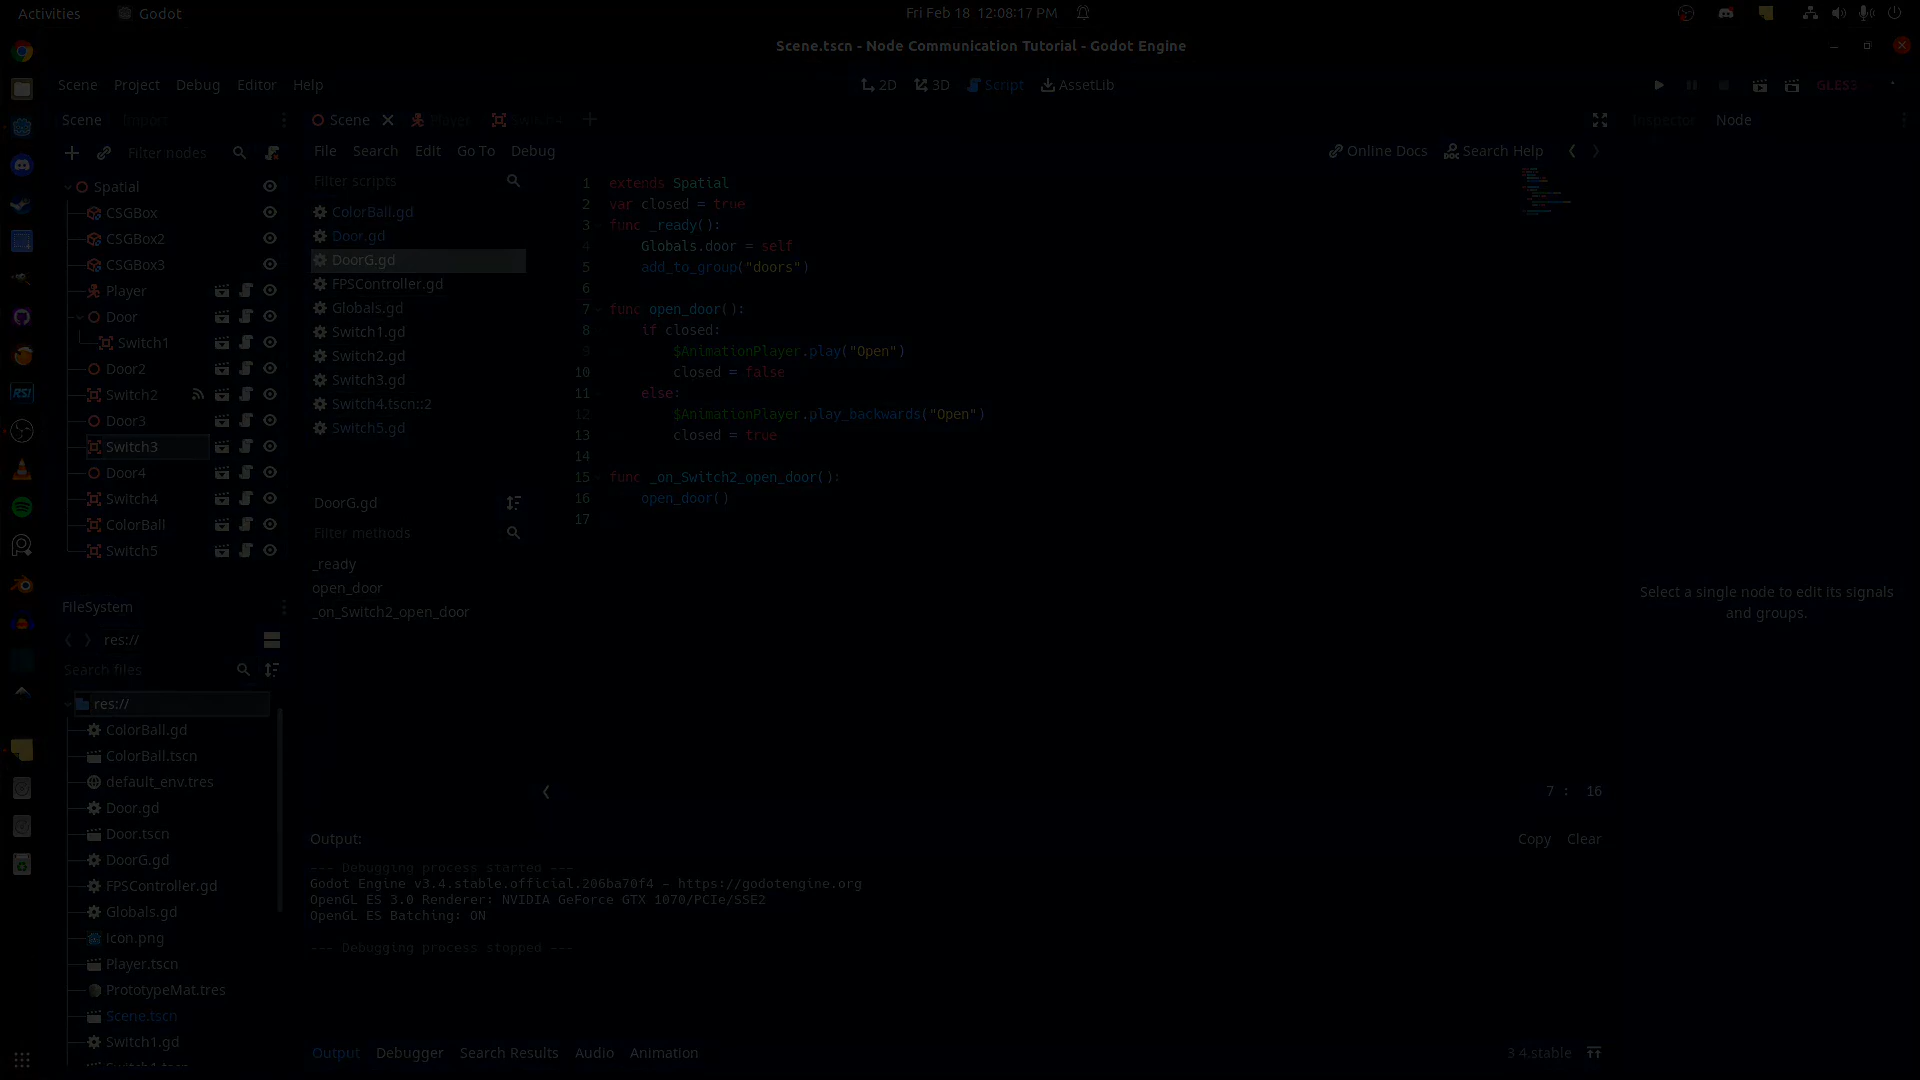 Activities Godot Fri Feb 18 12:08:17 PM
Scene.tscn - Node Communication Tutorial - Godot Engine
Scene Project Debug Editor Help 2D 3D Script AssetLib GLES3
Scene Import Scene Player Switch4 Inspector Node
Filter nodes File Search Edit Go To Debug Online Docs Search Help
Spatial
CSGBox
CSGBox2
CSGBox3
Player
Door
Switch1
Door2
Switch2
Door3
Switch3
Door4
Switch4
ColorBall
Switch5
FileSystem
res://
Search files
res://
ColorBall.gd
ColorBall.tscn
default_env.tres
Door.gd
Door.tscn
DoorG.gd
FPSController.gd
Globals.gd
icon.png
Player.tscn
PrototypeMat.tres
Scene.tscn
Switch1.gd
Switch1.tscn
Filter scripts
ColorBall.gd
Door.gd
DoorG.gd
FPSController.gd
Globals.gd
Switch1.gd
Switch2.gd
Switch3.gd
Switch4.tscn::2
Switch5.gd
DoorG.gd
Filter methods
_ready
open_door
_on_Switch2_open_door
1 extends Spatial
2 var closed = true
3 func _ready():
4 Globals.door = self
5 add_to_group("doors")
6
7 func open_door():
8 if closed:
9 $AnimationPlayer.play("Open")
10 closed = false
11 else:
12 $AnimationPlayer.play_backwards("Open")
13 closed = true
14
15 func _on_Switch2_open_door():
16 open_door()
17
7 : 16
Select a single node to edit its signals
and groups.
Output: Copy Clear
--- Debugging process started ---
Godot Engine v3.4.stable.official.206ba70f4 - https://godotengine.org
OpenGL ES 3.0 Renderer: NVIDIA GeForce GTX 1070/PCIe/SSE2
OpenGL ES Batching: ON
--- Debugging process stopped ---
Output Debugger Search Results Audio Animation 3.4.stable
RSI